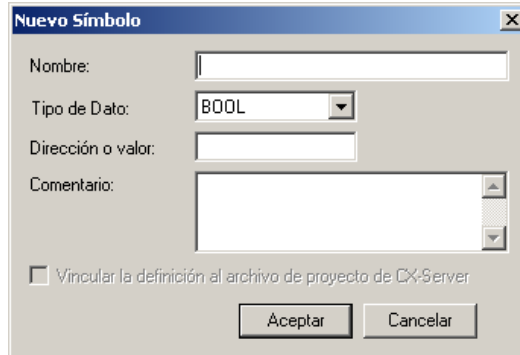 Nuevo Símbolo
Nombre:
Tipo de Dato: BOOL
Dirección o valor:
Comentario:
Vincular la definición al archivo de proyecto de CX-Server
Aceptar Cancelar